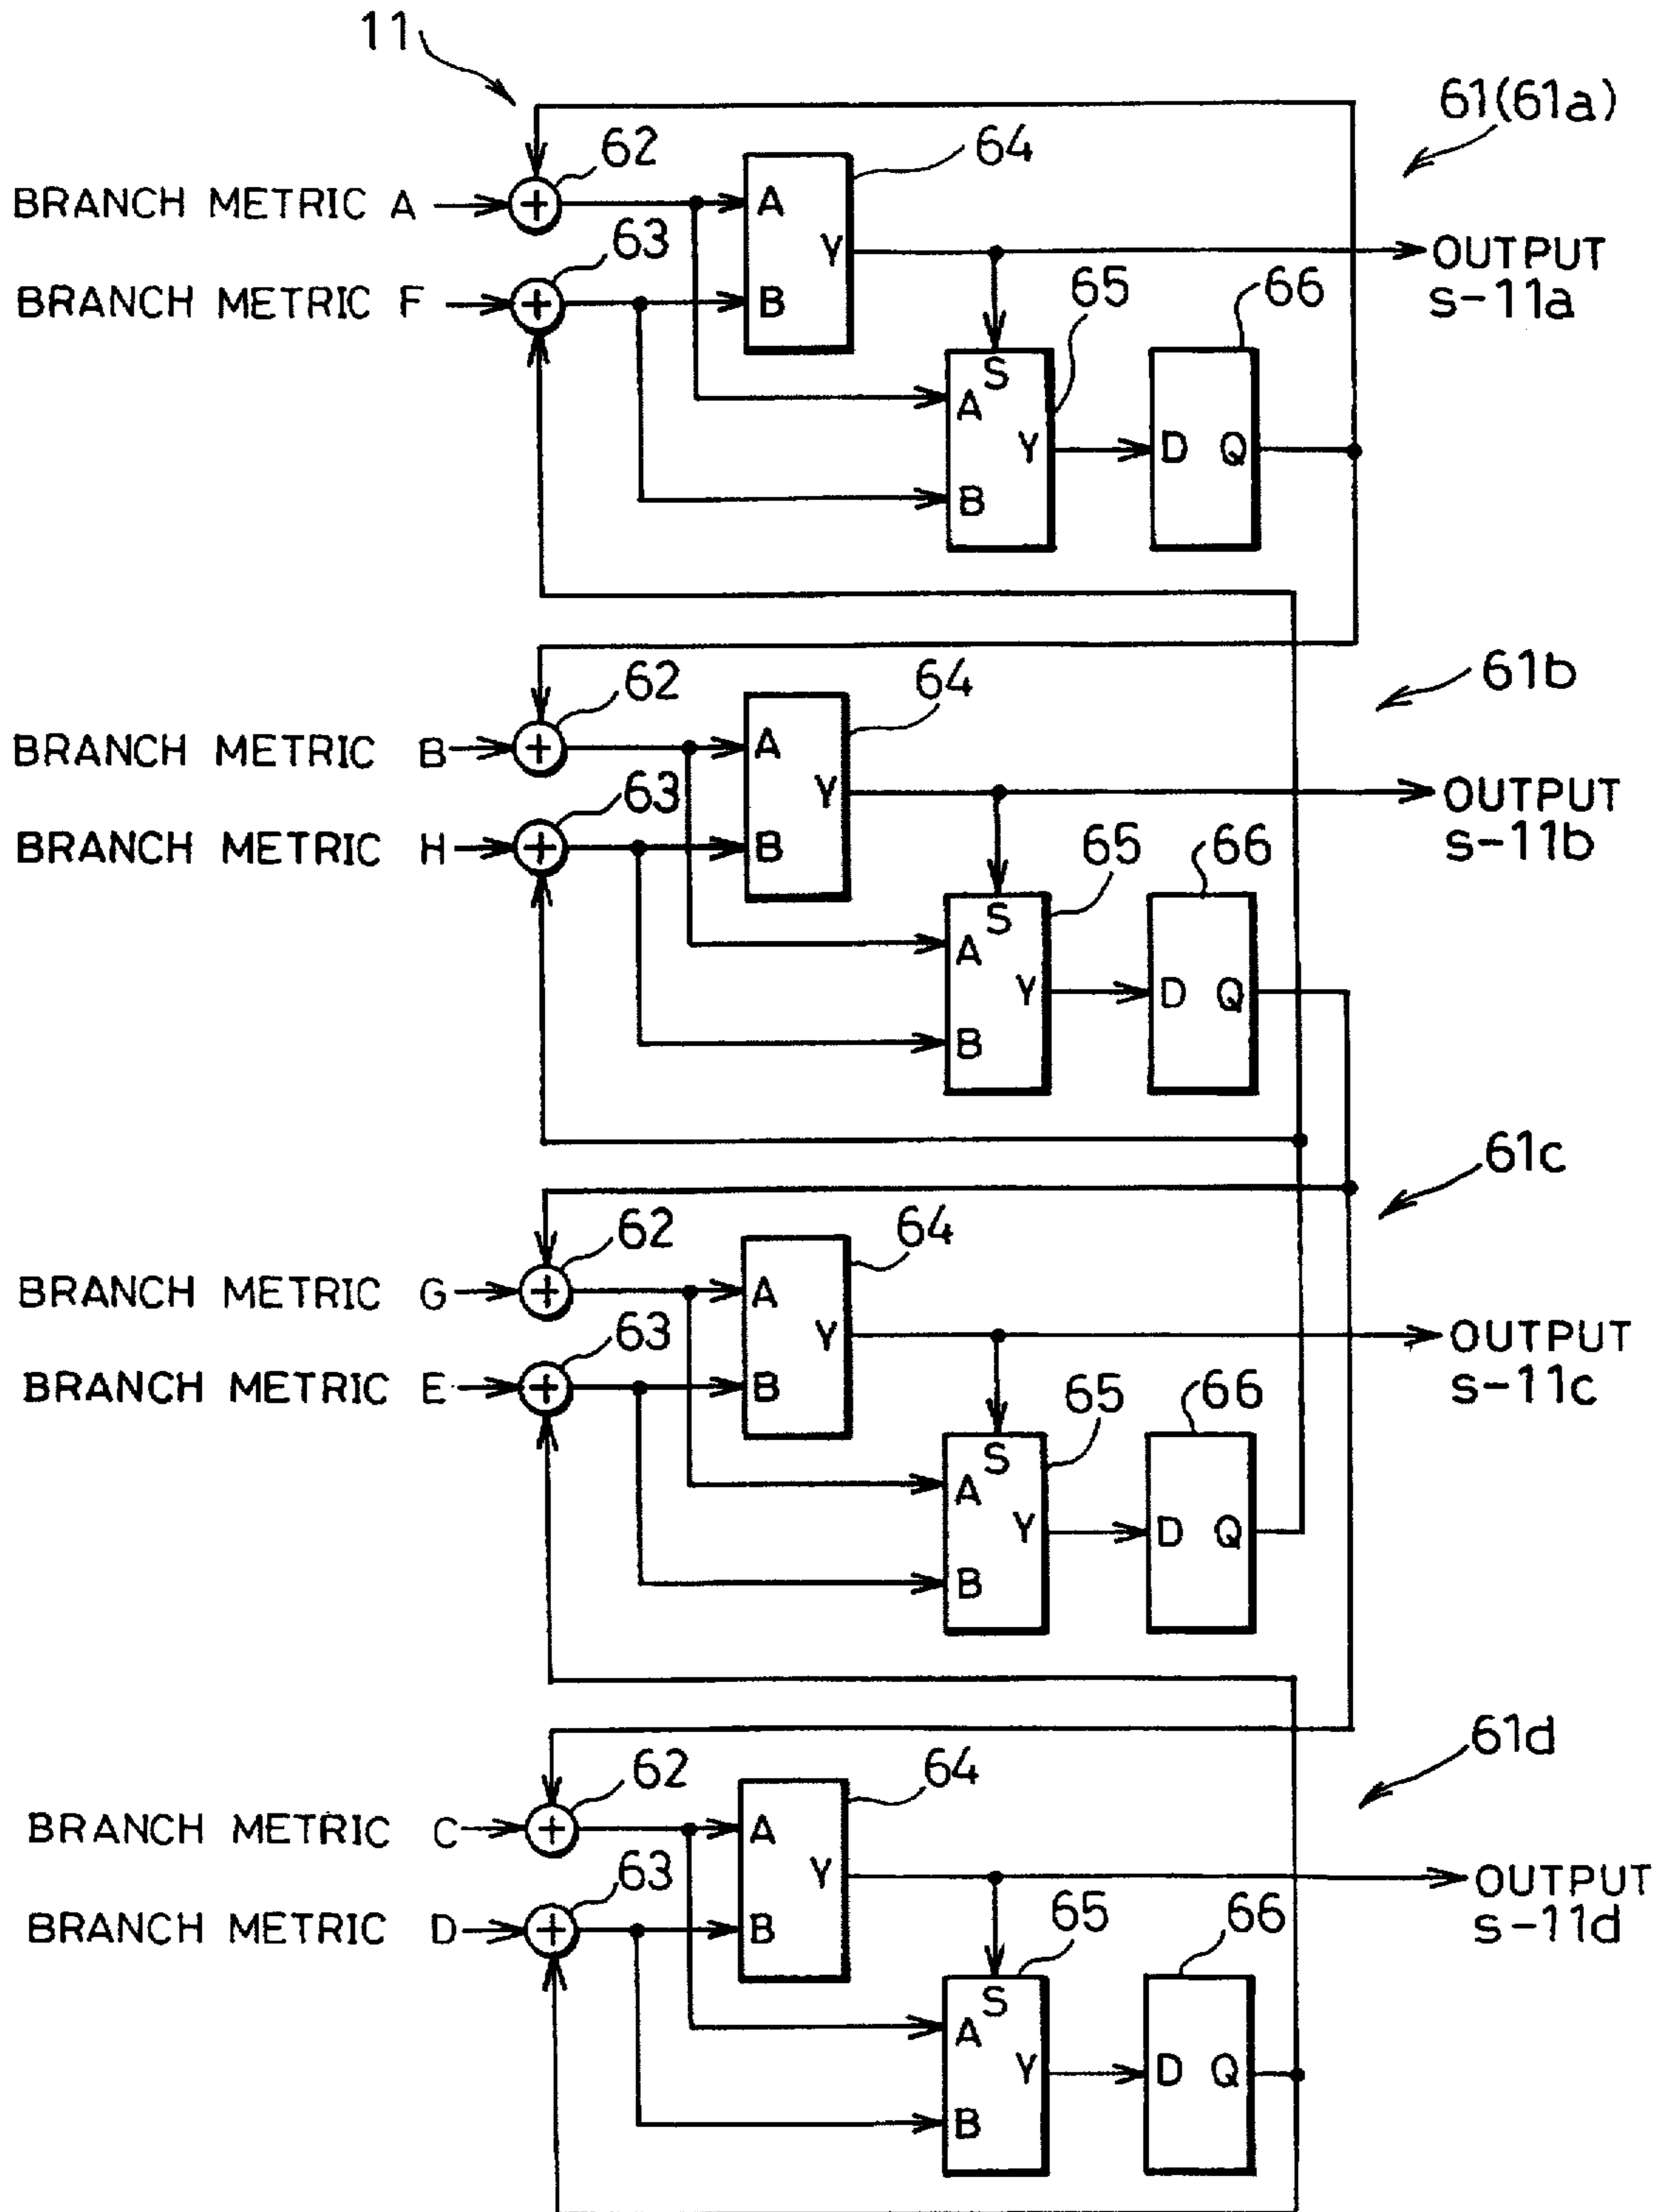 11
61(61a)
62
64
BRANCH METRIC A
A
63
Y
OUTPUT
s-11a
BRANCH METRIC F
B
65
66
S
A
Y
D Q
B
61b
62
64
BRANCH METRIC B
A
63
Y
OUTPUT
s-11b
BRANCH METRIC H
B
65
66
S
A
Y
D Q
B
61c
62
64
BRANCH METRIC G
A
63
Y
OUTPUT
s-11c
BRANCH METRIC E
B
65
66
S
A
Y
D Q
B
61d
62
64
BRANCH METRIC C
A
63
Y
OUTPUT
s-11d
BRANCH METRIC D
B
65
66
S
A
Y
D Q
B